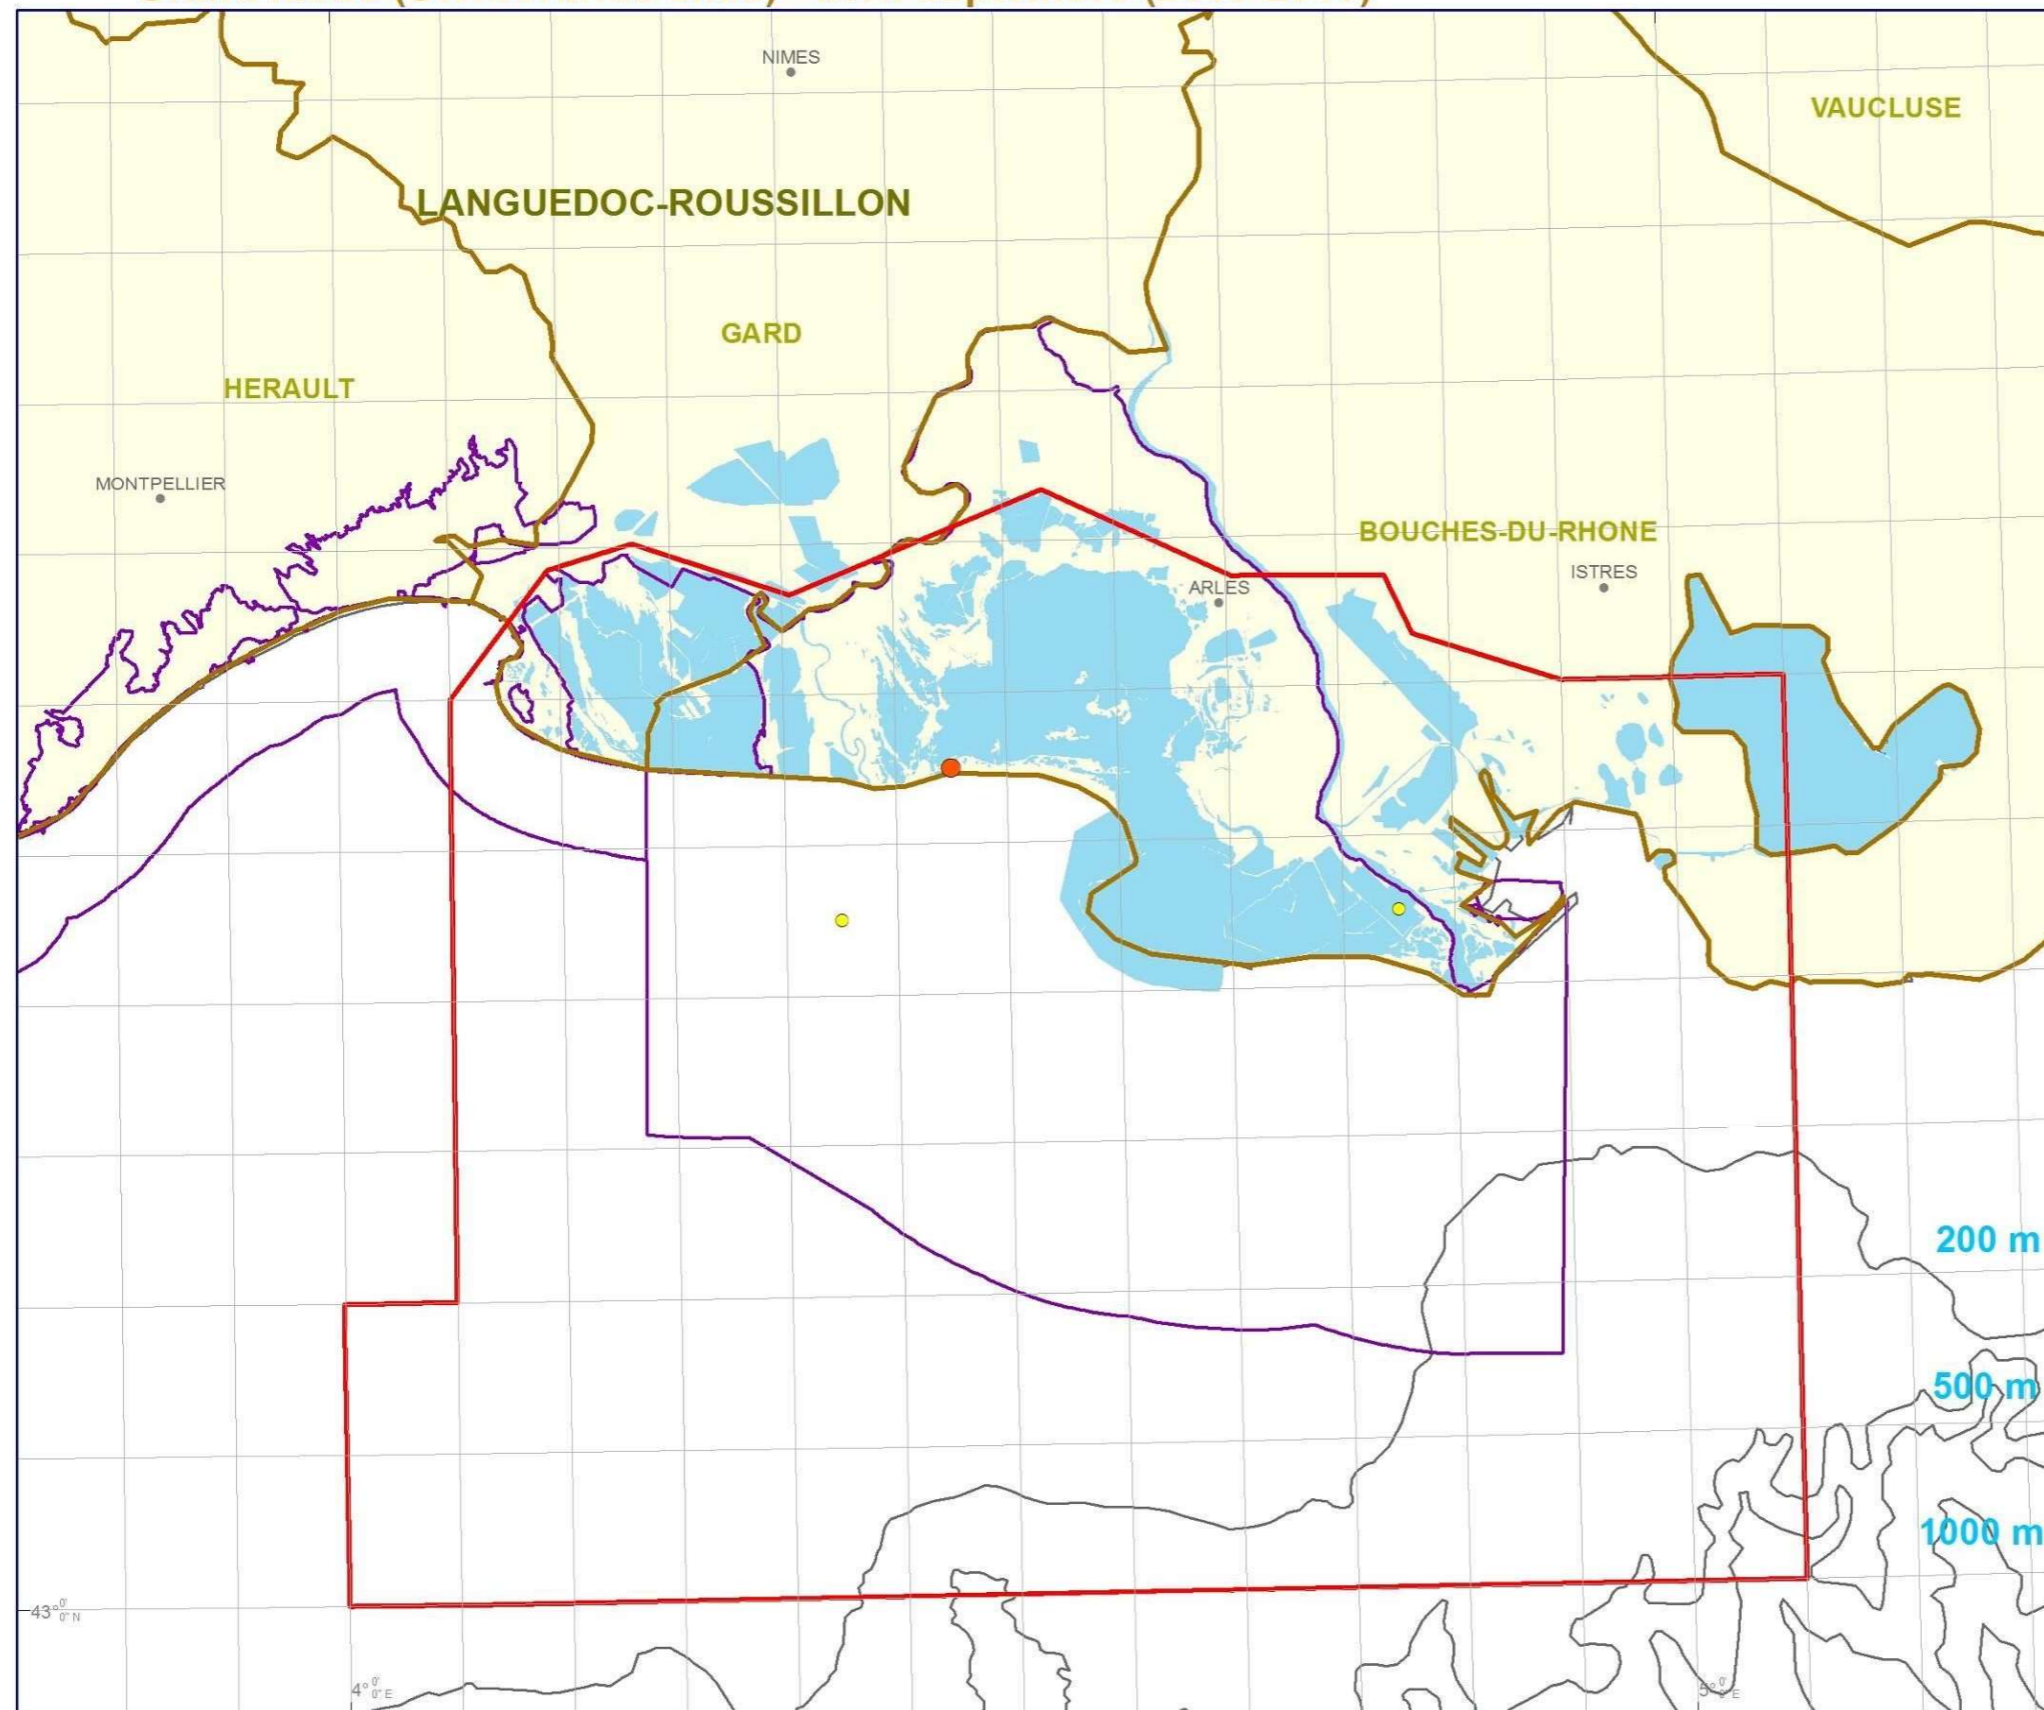 NIMES
VAUCLUSE
LANGUEDOC-ROUSSILLON
GARD
HERAULT
MONTPELLIER
BOUCHES-DU-RHONE
ISTRES
ARLES
200 m
500 m
1000 m
43° 0' 0" N
4° 0' 0" E
5° 0' 0" E